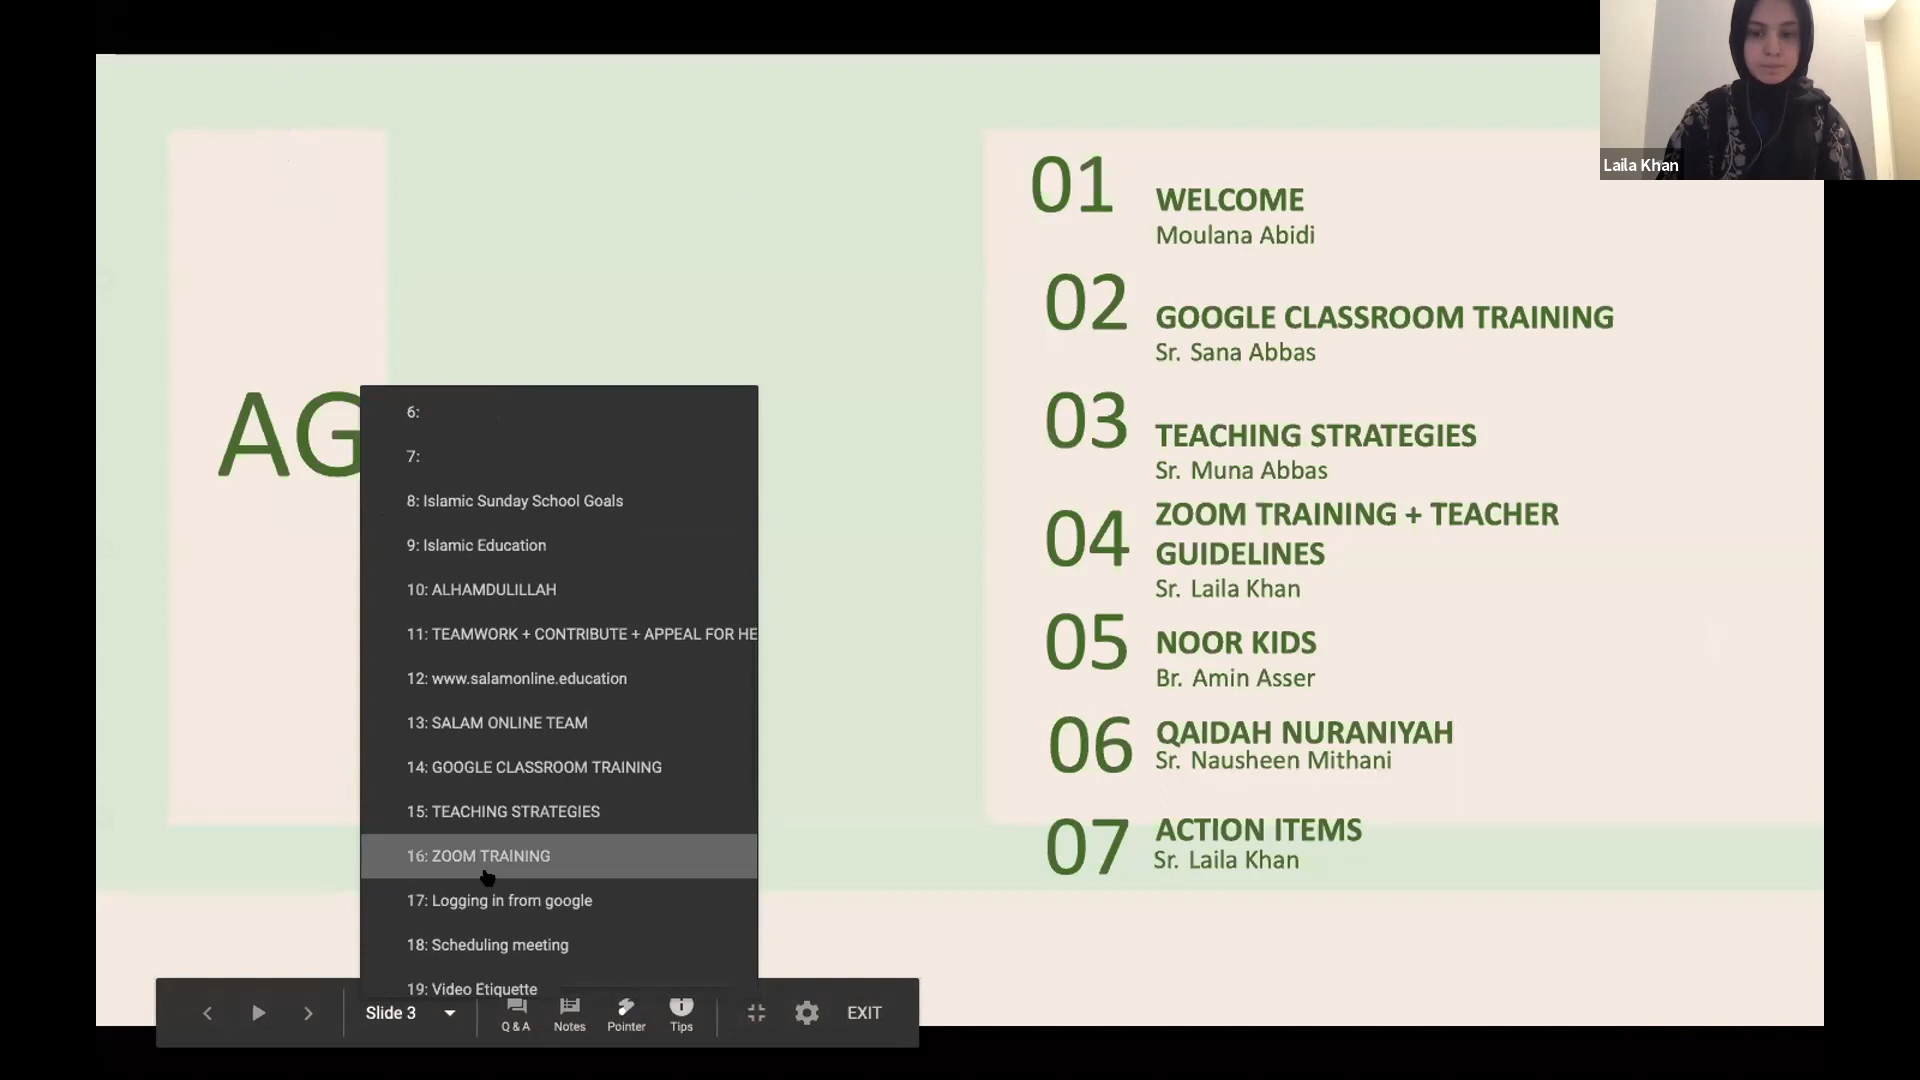 Laila Khan
AG
01
WELCOME
Moulana Abidi
02
GOOGLE CLASSROOM TRAINING
Sr. Sana Abbas
03
TEACHING STRATEGIES
Sr. Muna Abbas
04
ZOOM TRAINING + TEACHER
GUIDELINES
Sr. Laila Khan
05
NOOR KIDS
Br. Amin Asser
06
QAIDAH NURANIYAH
Sr. Nausheen Mithani
07
ACTION ITEMS
Sr. Laila Khan
6:
7:
8: Islamic Sunday School Goals
9: Islamic Education
10: ALHAMDULILLAH
11: TEAMWORK + CONTRIBUTE + APPEAL FOR HE
12: www.salamonline.education
13: SALAM ONLINE TEAM
14: GOOGLE CLASSROOM TRAINING
15: TEACHING STRATEGIES
16: ZOOM TRAINING
17: Logging in from google
18: Scheduling meeting
19: Video Etiquette
Slide 3
Q & A
Notes
Pointer
Tips
EXIT